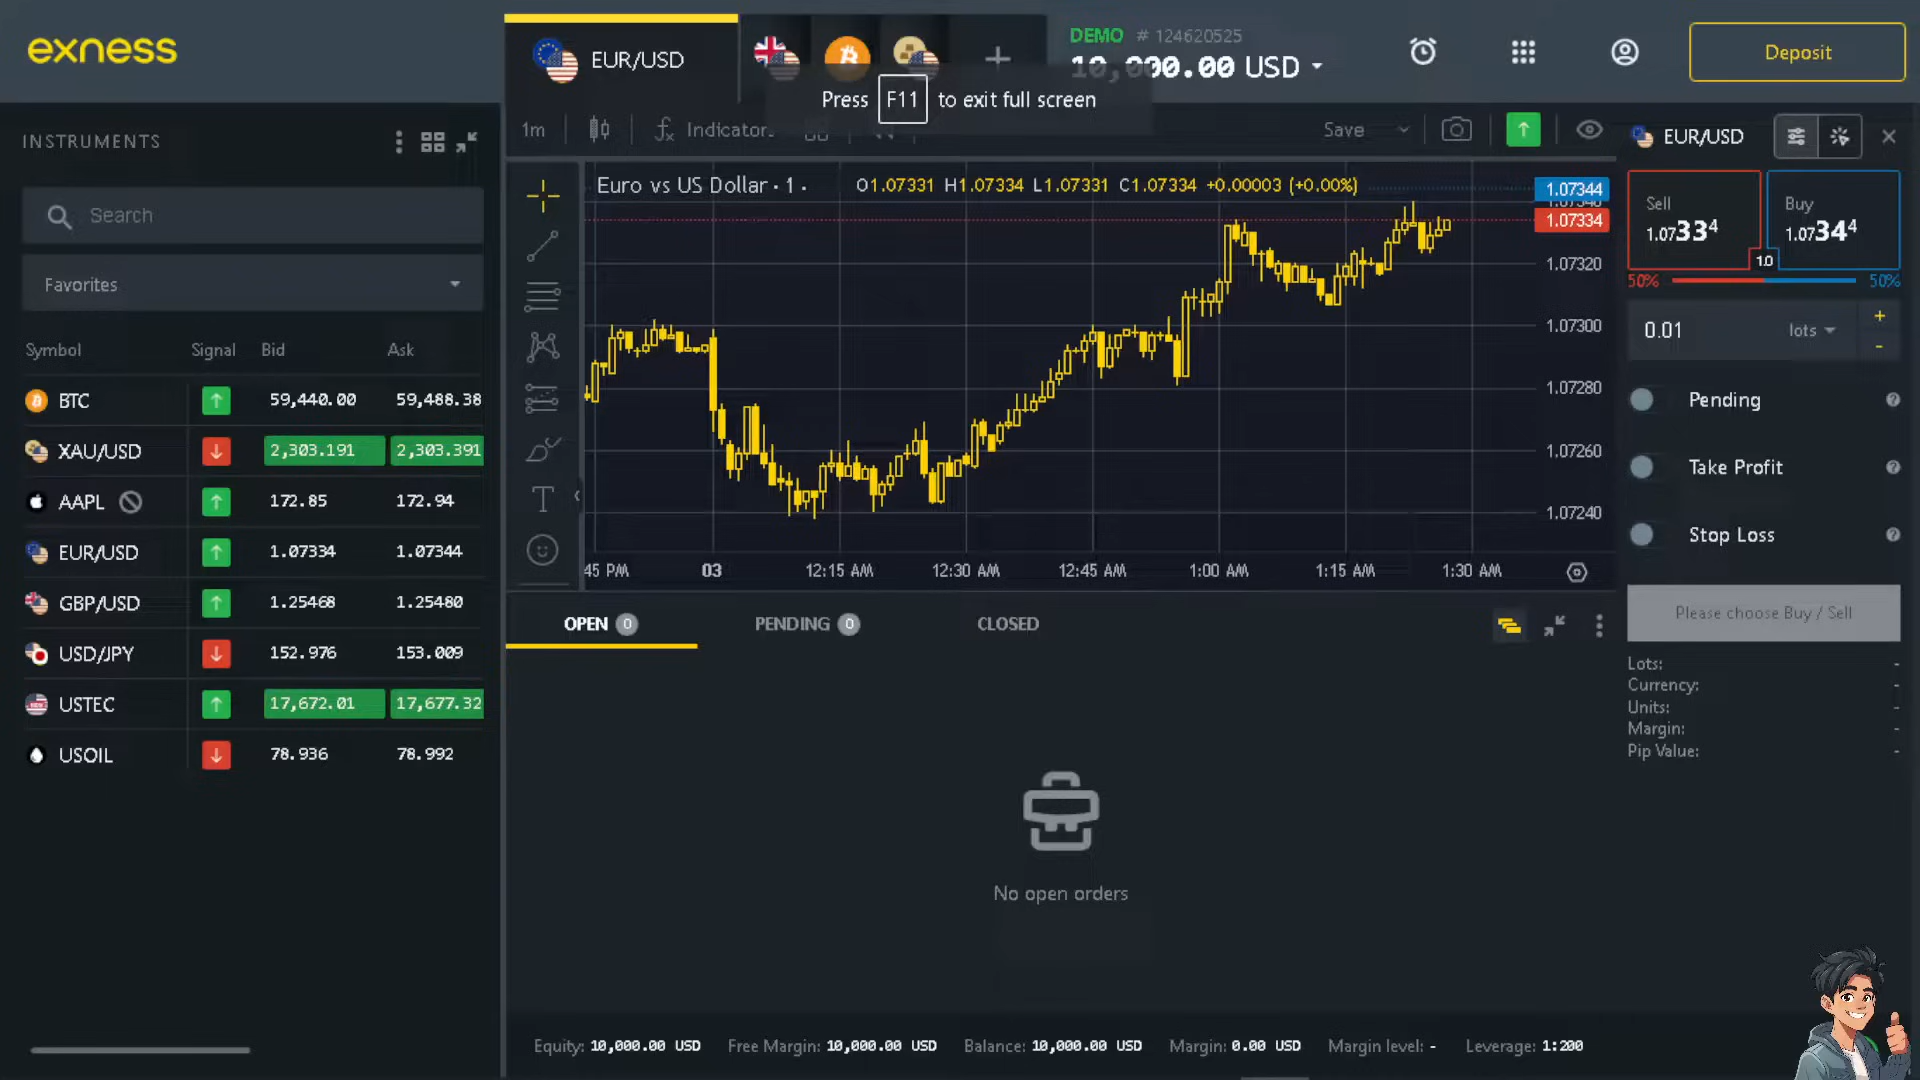 exness
EUR/USD
DEMO # 124620525
10,000.00 USD
Deposit
Press F11 to exit full screen
INSTRUMENTS
Search
Favorites
Symbol Signal Bid Ask
BTC 59,440.00 59,488.38
XAU/USD 2,303.191 2,303.391
AAPL 172.85 172.94
EUR/USD 1.07334 1.07344
GBP/USD 1.25468 1.25480
USD/JPY 152.976 153.009
USTEC 17,672.01 17,677.32
USOIL 78.936 78.992
1m Indicators Save
Euro vs US Dollar · 1 · O1.07331 H1.07334 L1.07331 C1.07334 +0.00003 (+0.00%)
1.07344
1.07340
1.07334
1.07320
1.07300
1.07280
1.07260
1.07240
45 PM 03 12:15 AM 12:30 AM 12:45 AM 1:00 AM 1:15 AM 1:30 AM
OPEN 0 PENDING 0 CLOSED
No open orders
Equity: 10,000.00 USD Free Margin: 10,000.00 USD Balance: 10,000.00 USD Margin: 0.00 USD Margin level: - Leverage: 1:200
EUR/USD
Sell Buy
1.07334 1.07344
1.0
50% 50%
0.01 lots
+
-
Pending
Take Profit
Stop Loss
Please choose Buy / Sell
Lots: -
Currency: -
Units: -
Margin: -
Pip Value: -